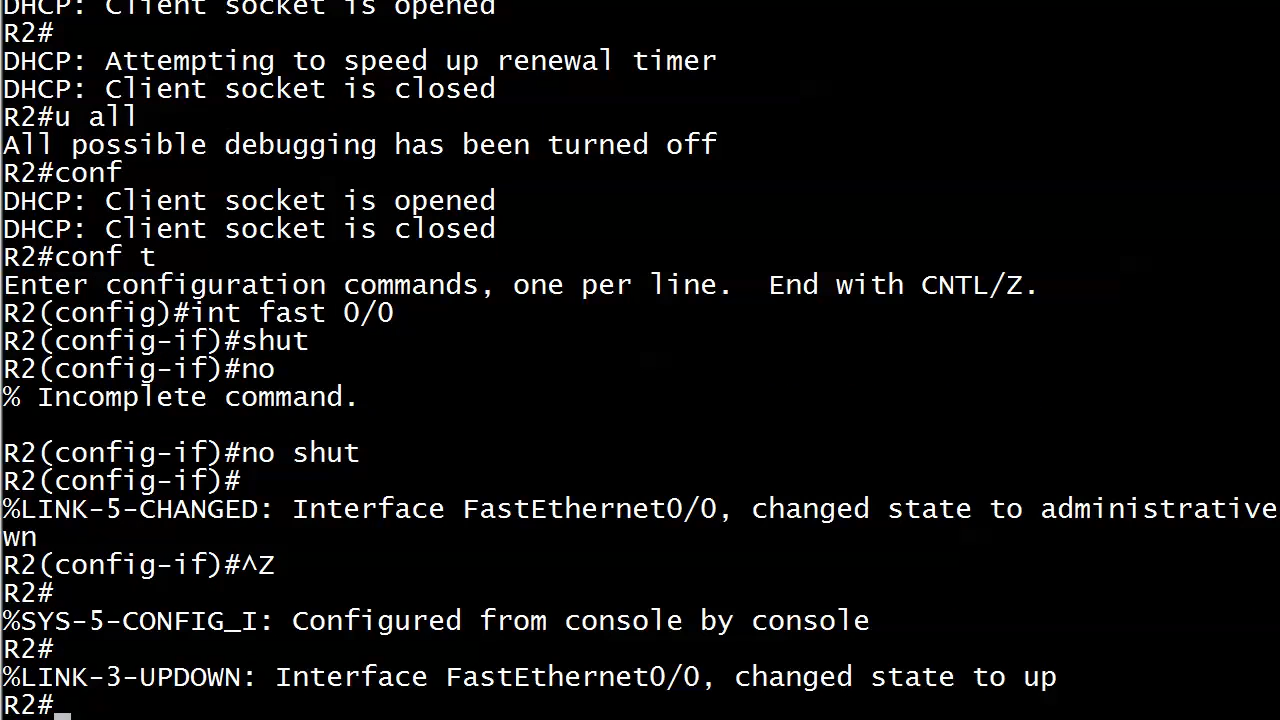 DHCP: Client socket is opened
R2#
DHCP: Attempting to speed up renewal timer
DHCP: Client socket is closed
R2#u all
All possible debugging has been turned off
R2#conf
DHCP: Client socket is opened
DHCP: Client socket is closed
R2#conf t
Enter configuration commands, one per line.  End with CNTL/Z.
R2(config)#int fast 0/0
R2(config-if)#shut
R2(config-if)#no
% Incomplete command.

R2(config-if)#no shut
R2(config-if)#
%LINK-5-CHANGED: Interface FastEthernet0/0, changed state to administrative
wn
R2(config-if)#^Z
R2#
%SYS-5-CONFIG_I: Configured from console by console
R2#
%LINK-3-UPDOWN: Interface FastEthernet0/0, changed state to up
R2#